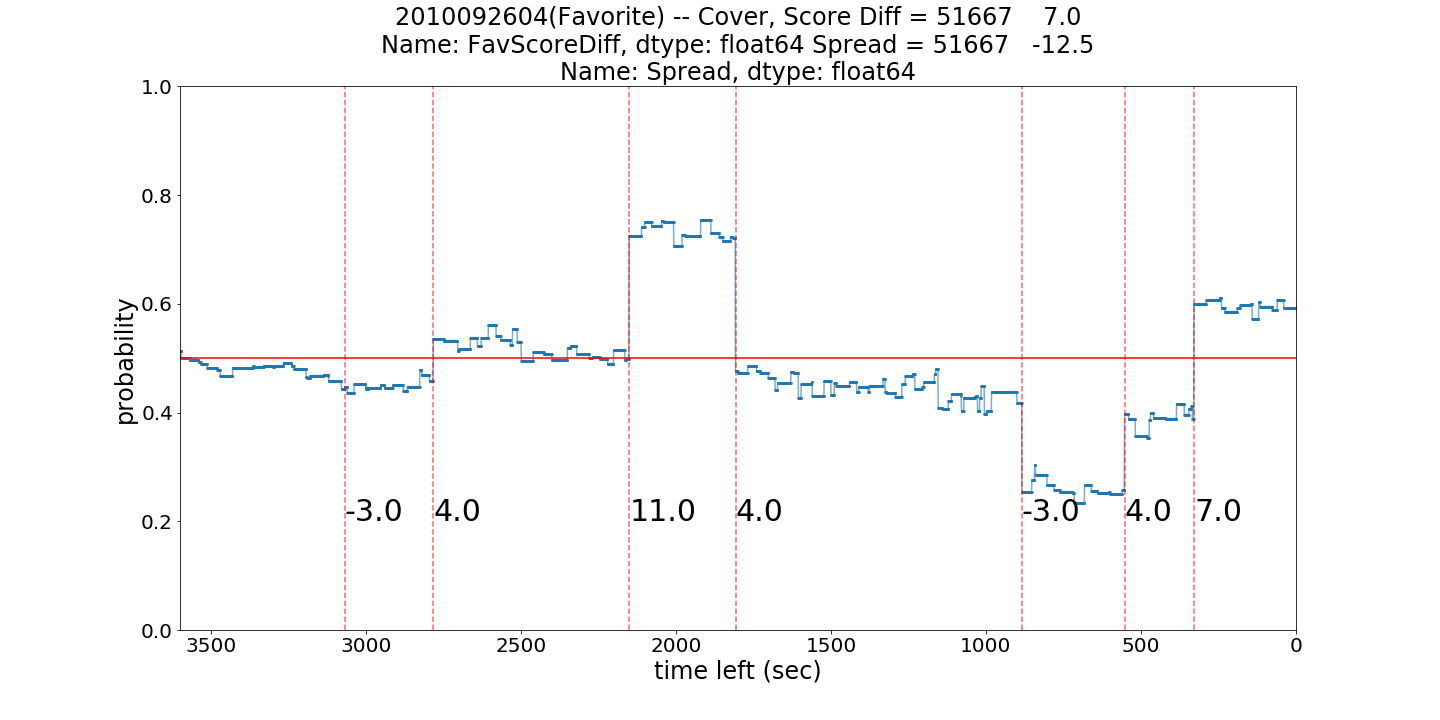 2010092604(Favorite) -- Cover, Score Diff = 51667    7.0
Name: FavScoreDiff, dtype: float64 Spread = 51667   -12.5
Name: Spread, dtype: float64
1.0
0.8
0.6
0.4
0.2
0.0
probability
-3.0 4.0 11.0 4.0 -3.0 4.0 7.0
3500 3000 2500 2000 1500 1000 500 0
time left (sec)